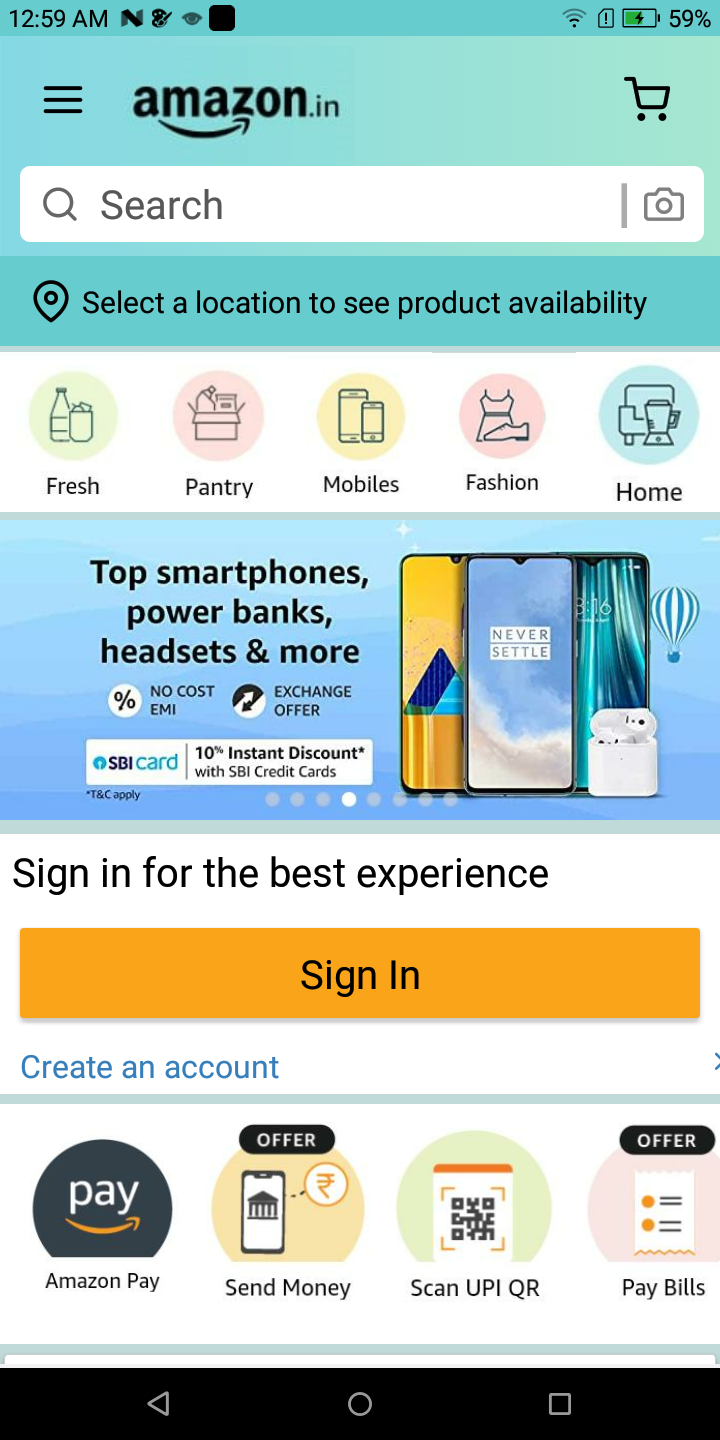 12:59 AM
59%
amazon.in
Search
Select a location to see product availability
Fresh
Pantry
Mobiles
Fashion
Home
Top smartphones,
power banks,
headsets & more
% NO COST EMI
EXCHANGE OFFER
SBI card
10% Instant Discount*
with SBI Credit Cards
*T&C apply
NEVER
SETTLE
8:16
Sign in for the best experience
Sign In
Create an account
pay
Amazon Pay
OFFER
Send Money
Scan UPI QR
OFFER
Pay Bills